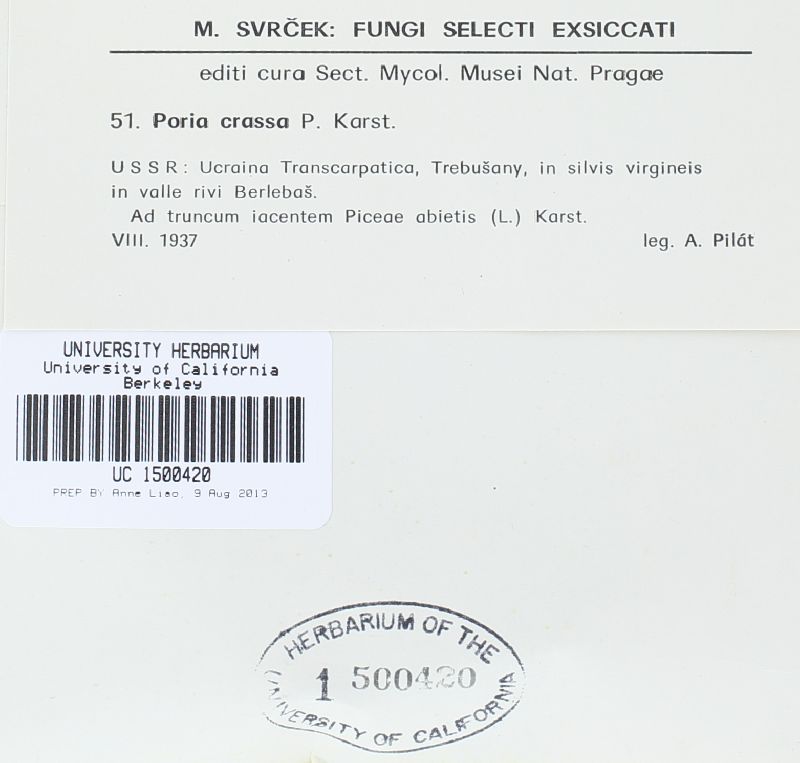 M. SVRČEK: FUNGI SELECTI EXSICCATI
editi cura Sect. Mycol. Musei Nat. Pragae
51. Poria crassa P. Karst.
USSR: Ucraina Transcarpatica, Trebušany, in silvis virgineis
in valle rivi Berlebaš.
Ad truncum iacentem Piceae abietis (L.) Karst.
VIII. 1937 leg. A. Pilát
UNIVERSITY HERBARIUM
University of California
Berkeley
UC 1500420
PREP BY Anne Liao, 9 Aug 2013
HERBARIUM OF THE
1 500420
UNIVERSITY OF CALIFORNIA